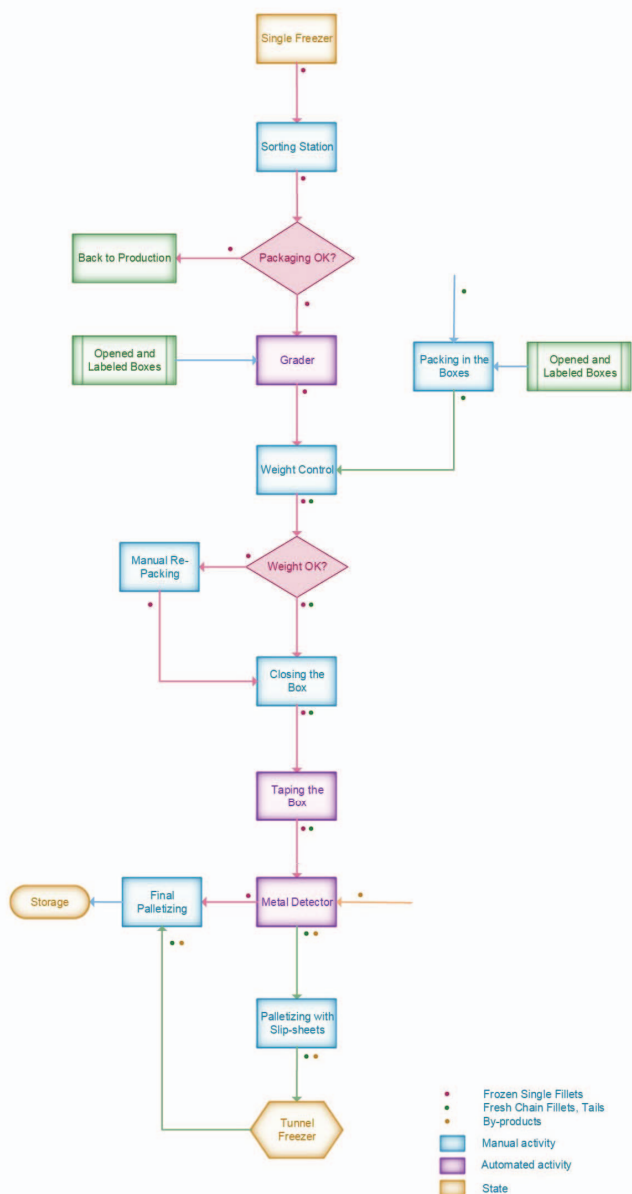 Single Freezer
Sorting Station
Back to Production
Packaging OK?
Opened and
Labeled Boxes
Grader
Packing in the
Boxes
Opened and
Labeled Boxes
Weight Control
Manual Re-
Packing
Weight OK?
Closing the
Box
Taping the
Box
Storage
Final
Palletizing
Metal Detector
Palletizing with
Slip-sheets
Tunnel
Freezer
Frozen Single Fillets
Fresh Chain Fillets, Tails
By-products
Manual activity
Automated activity
State